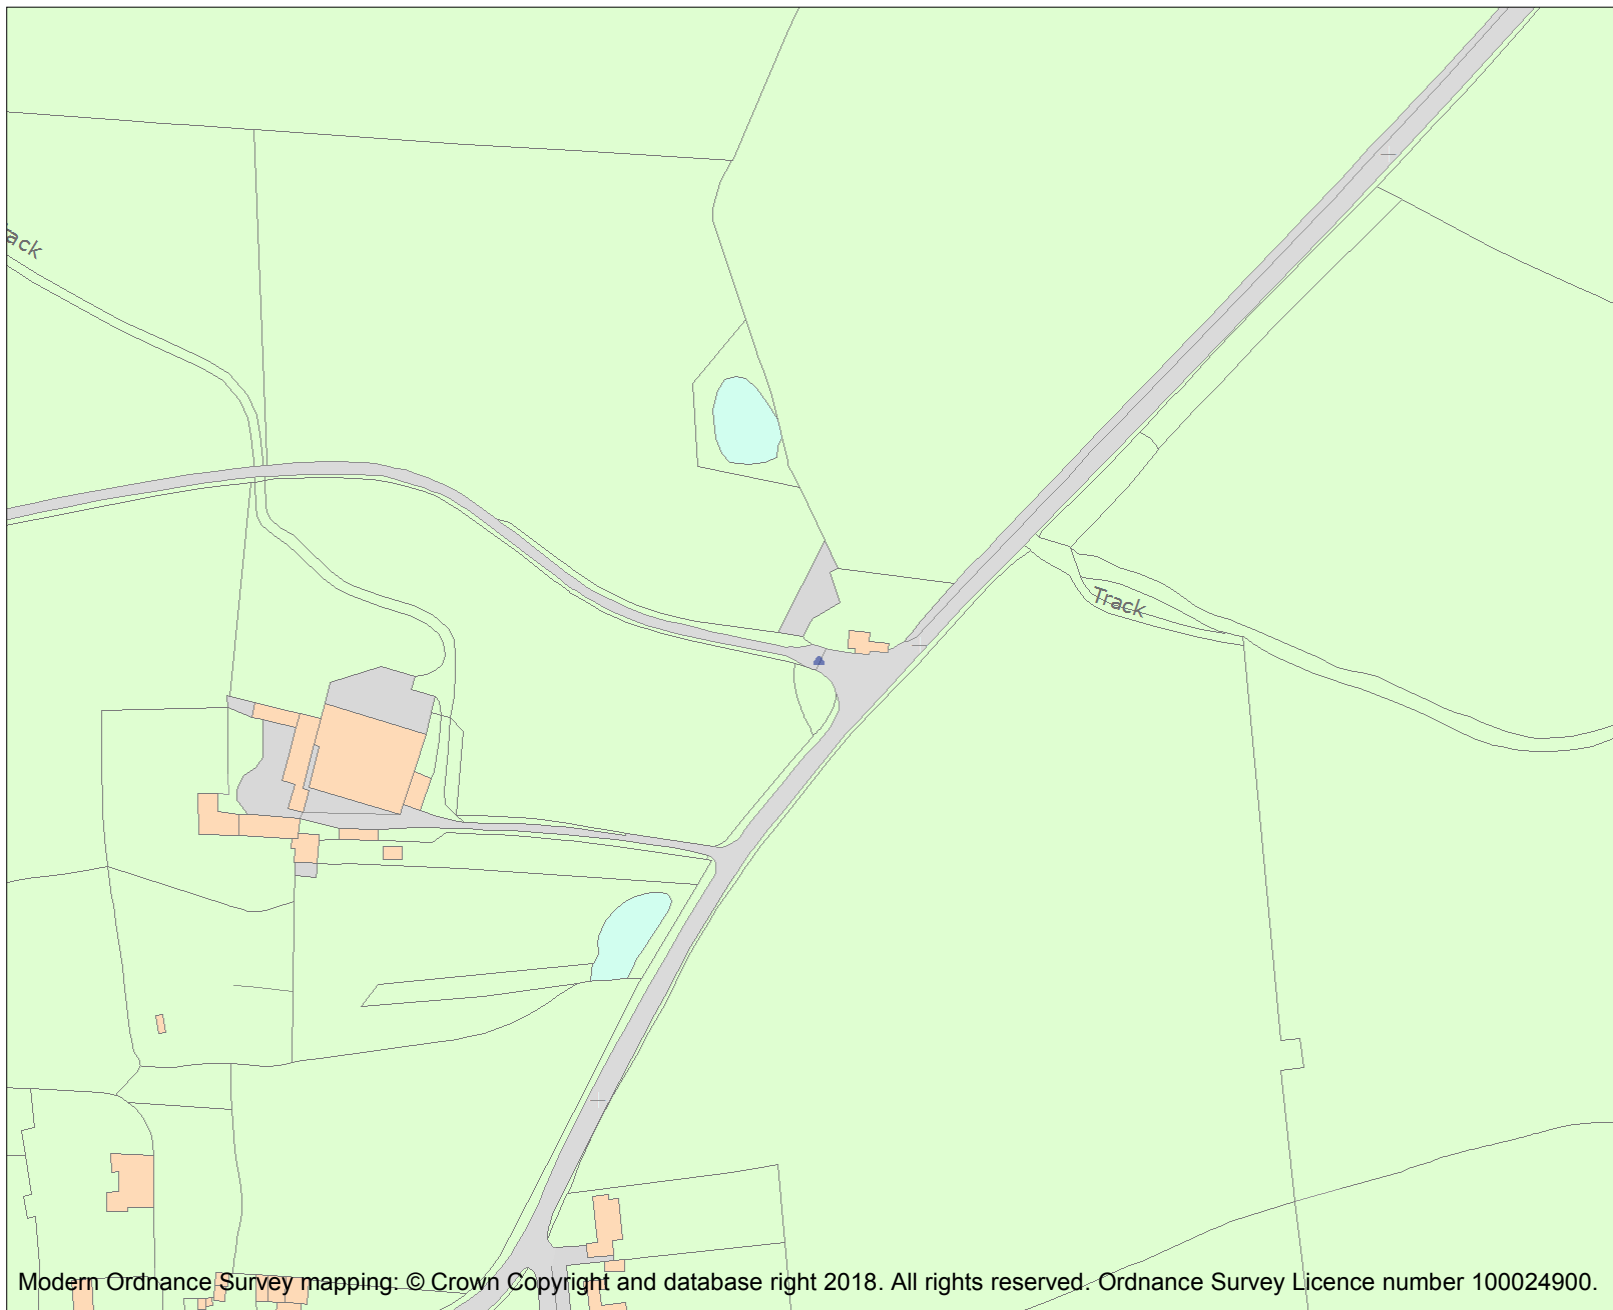 ack
Track
Modern Ordnance Survey mapping: © Crown Copyright and database right 2018. All rights reserved. Ordnance Survey Licence number 100024900.